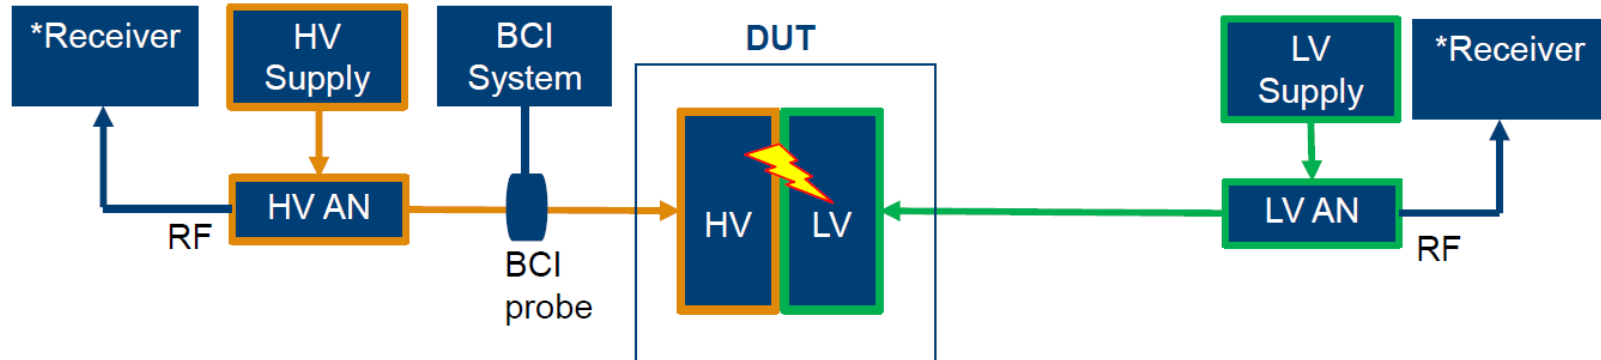 *Receiver
HV
Supply
BCI
System
DUT
LV
Supply
*Receiver
HV AN
RF
BCI
probe
HV
LV
LV AN
RF